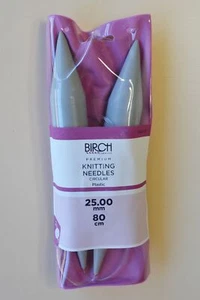 BIRCH
PREMIUM
KNITTING
NEEDLES
CIRCULAR
Plastic
25.00
mm
80
cm